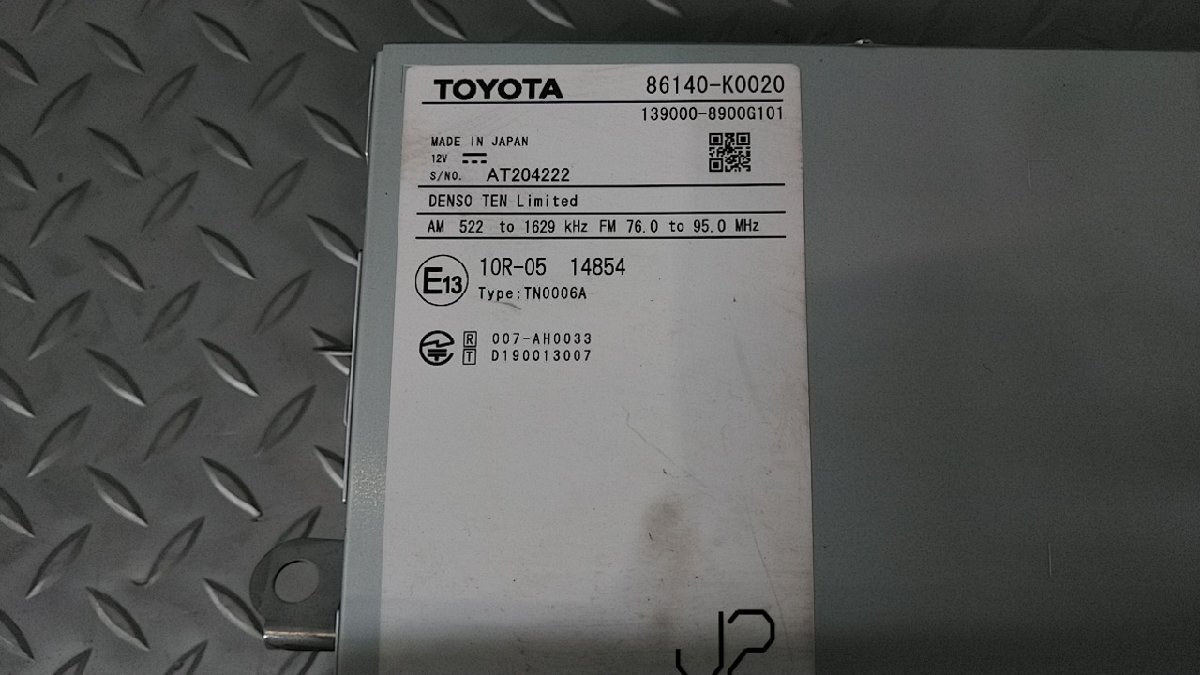 TOYOTA 86140-K0020
139000-8900G101
MADE IN JAPAN
12V
S/NO. AT204222
DENSO TEN Limited
AM 522 to 1629 kHz FM 76.0 to 95.0 MHz
E13 10R-05 14854
Type:TN0006A
R 007-AH0033
T D190013007
J2